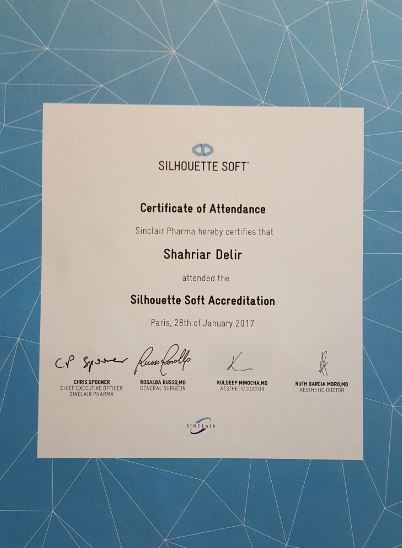 SILHOUETTE SOFT®
Certificate of Attendance
Sinclair Pharma hereby certifies that
Shahriar Delir
attended the
Silhouette Soft Accreditation
Paris, 28th of January 2017
CP Spooner
CHRIS SPOONER
CHIEF EXECUTIVE OFFICER
SINCLAIR PHARMA
ROSALBA RUSSO,MD
GENERAL SURGEON
KULDEEP MINOCHA,MD
AESTHETIC DOCTOR
RUTH GARCIA MORO,MD
AESTHETIC DOCTOR
SINCLAIR